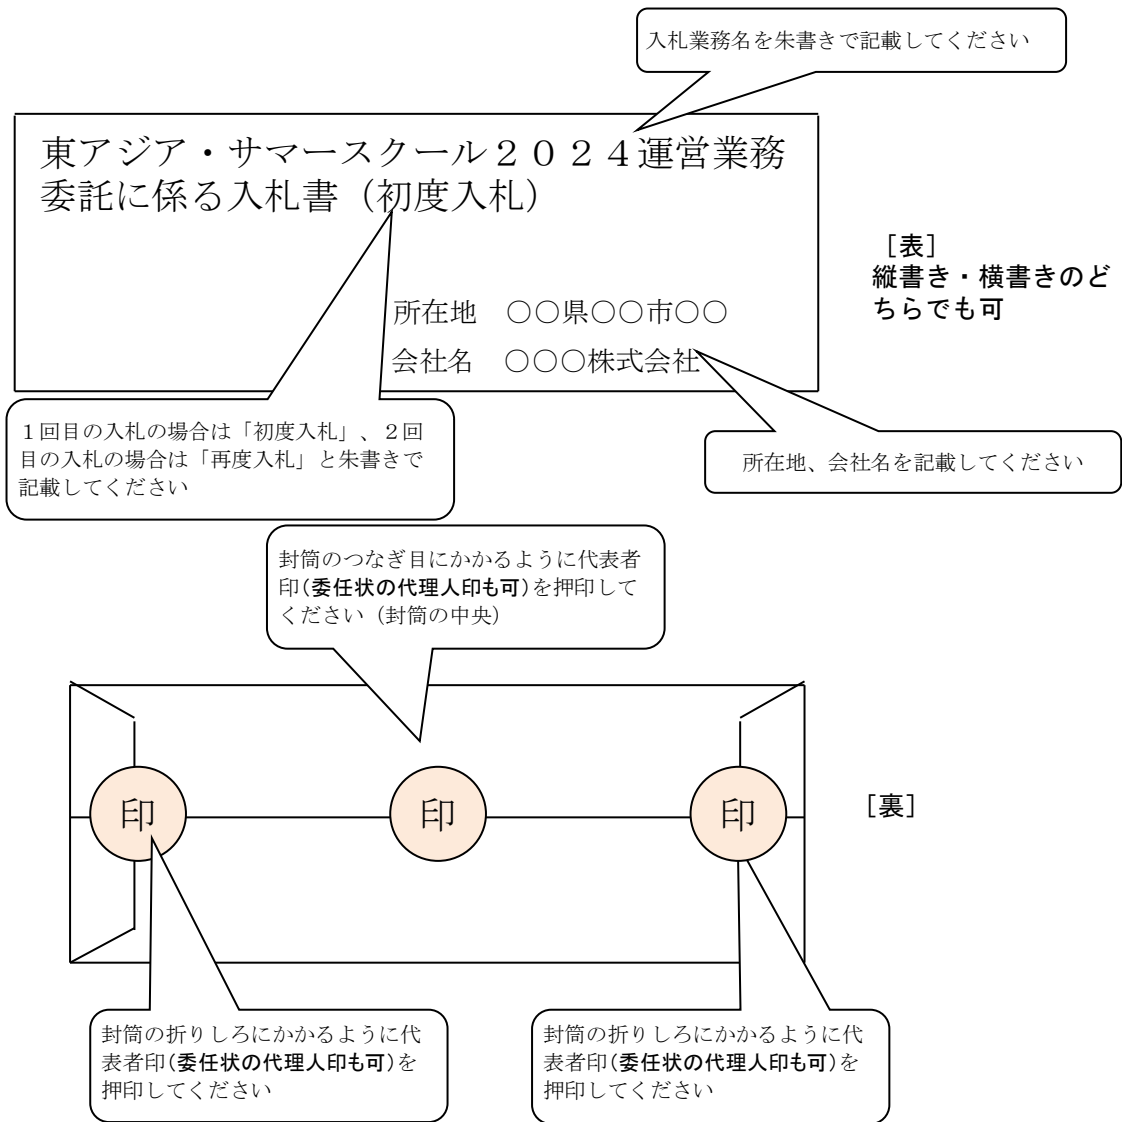 入札業務名を朱書きで記載してください
東アジア・サマースクール２０２４運営業務
委託に係る入札書（初度入札）
［表］
縦書き・横書きのど
ちらでも可
所在地　○○県○○市○○
会社名　○○○株式会社
１回目の入札の場合は「初度入札」、２回
目の入札の場合は「再度入札」と朱書きで
記載してください
所在地、会社名を記載してください
封筒のつなぎ目にかかるように代表者
印(委任状の代理人印も可)を押印して
ください（封筒の中央）
印
印
印
［裏］
封筒の折りしろにかかるように代
表者印(委任状の代理人印も可)を
押印してください
封筒の折りしろにかかるように代
表者印(委任状の代理人印も可)を
押印してください